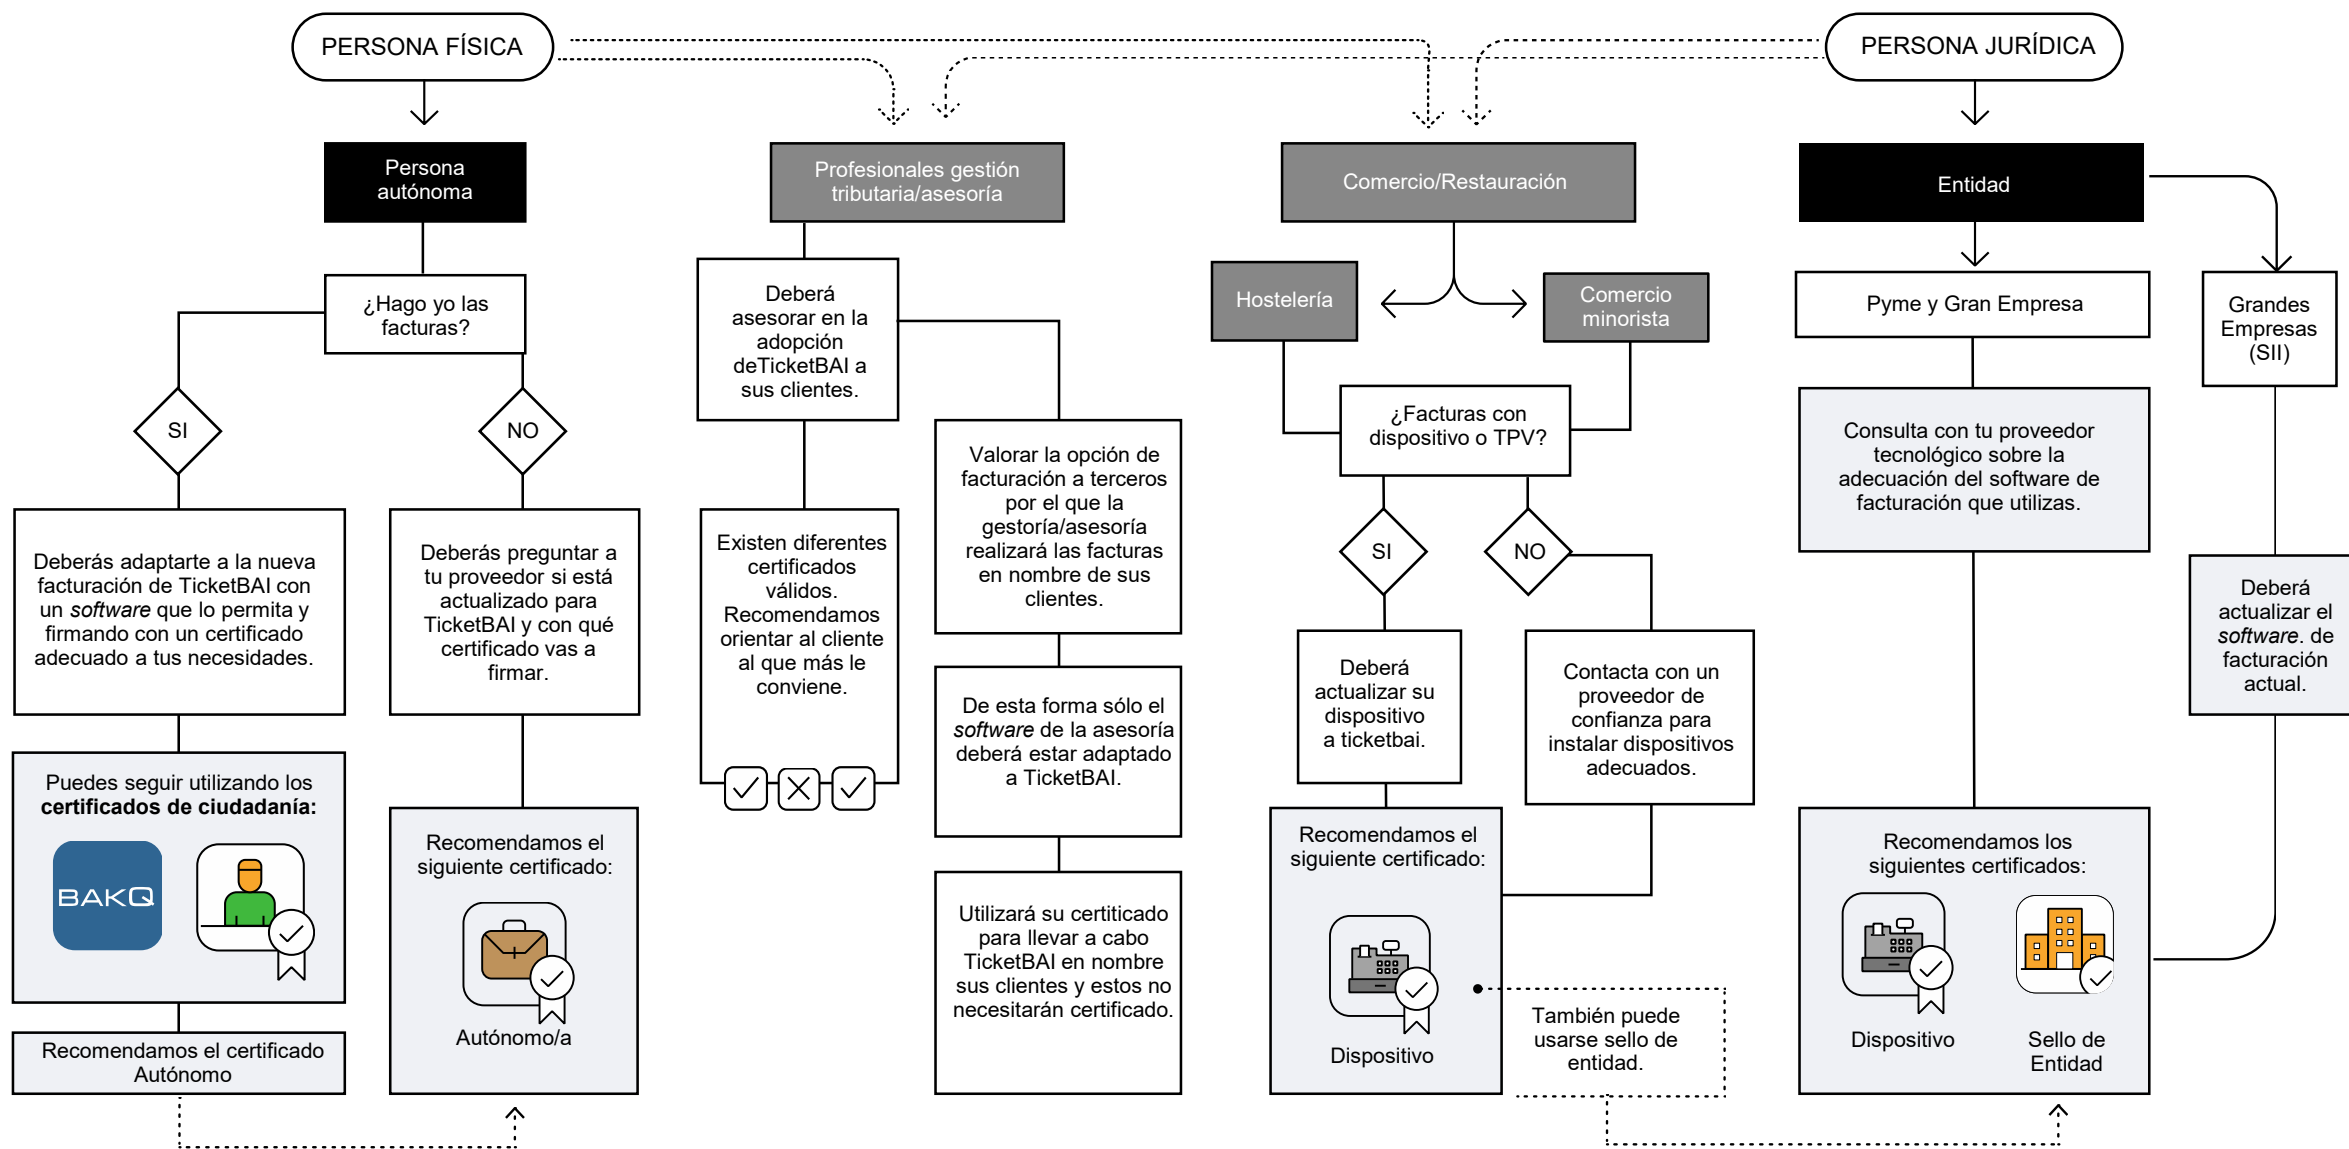 PERSONA FÍSICA
PERSONA JURÍDICA
Persona
autónoma
¿Hago yo las
facturas?
SI
NO
Deberás adaptarte a la nueva
facturación de TicketBAI con
un software que lo permita y
firmando con un certificado
adecuado a tus necesidades.
Puedes seguir utilizando los
certificados de ciudadanía:
BAKQ
Recomendamos el certificado
Autónomo
Deberás preguntar a
tu proveedor si está
actualizado para
TicketBAI y con qué
certificado vas a
firmar.
Recomendamos el
siguiente certificado:
Autónomo/a
Profesionales gestión
tributaria/asesoría
Deberá
asesorar en la
adopción
deTicketBAI a
sus clientes.
Existen diferentes
certificados
válidos.
Recomendamos
orientar al cliente
al que más le
conviene.
Valorar la opción de
facturación a terceros
por el que la
gestoría/asesoría
realizará las facturas
en nombre de sus
clientes.
De esta forma sólo el
software de la asesoría
deberá estar adaptado
a TicketBAI.
Utilizará su certiticado
para llevar a cabo
TicketBAI en nombre
sus clientes y estos no
necesitarán certificado.
Comercio/Restauración
Hostelería
Comercio
minorista
¿Facturas con
dispositivo o TPV?
SI
NO
Deberá
actualizar su
dispositivo
a ticketbai.
Contacta con un
proveedor de
confianza para
instalar dispositivos
adecuados.
Recomendamos el
siguiente certificado:
Dispositivo
También puede
usarse sello de
entidad.
Entidad
Pyme y Gran Empresa
Consulta con tu proveedor
tecnológico sobre la
adecuación del software de
facturación que utilizas.
Recomendamos los
siguientes certificados:
Dispositivo
Sello de
Entidad
Grandes
Empresas
(SII)
Deberá
actualizar el
software. de
facturación
actual.